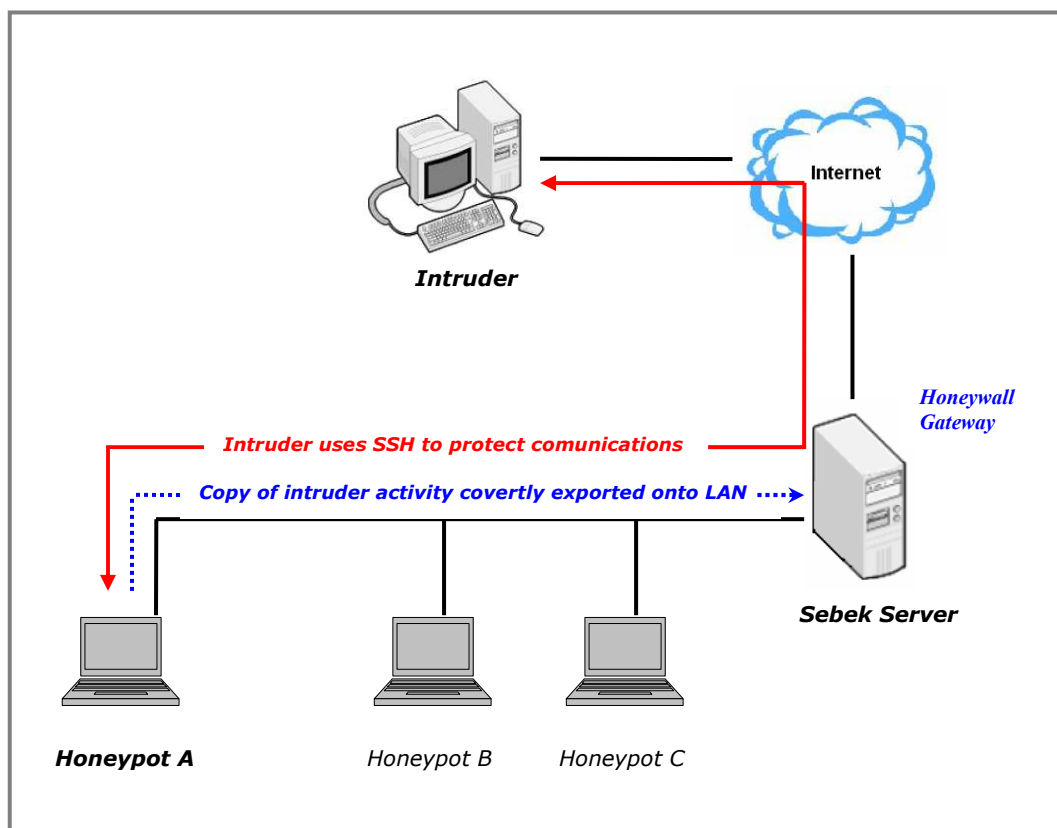 Internet
Intruder
Honeywall
Gateway
Intruder uses SSH to protect comunications
Copy of intruder activity covertly exported onto LAN
Sebek Server
Honeypot A
Honeypot B
Honeypot C